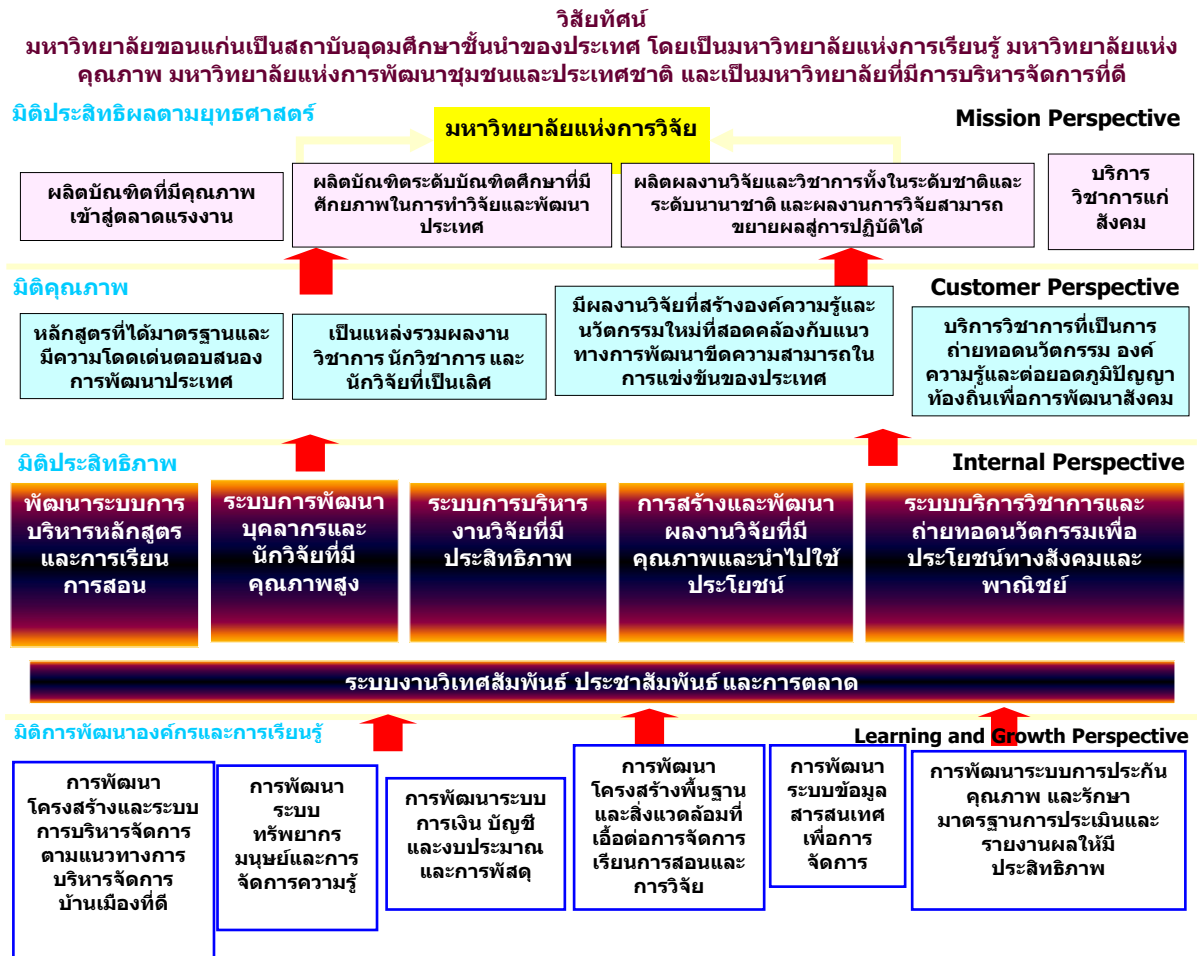 วิสัยทัศน์
มหาวิทยาลัยขอนแก่นเป็นสถาบันอุดมศึกษาชั้นนำของประเทศ โดยเป็นมหาวิทยาลัยแห่งการเรียนรู้ มหาวิทยาลัยแห่ง
คุณภาพ มหาวิทยาลัยแห่งการพัฒนาชุมชนและประเทศชาติ และเป็นมหาวิทยาลัยที่มีการบริหารจัดการที่ดี
มิติประสิทธิผลตามยุทธศาสตร์
มหาวิทยาลัยแห่งการวิจัย
Mission Perspective
ผลิตบัณฑิตที่มีคุณภาพ
เข้าสู่ตลาดแรงงาน
ผลิตบัณฑิตระดับบัณฑิตศึกษาที่มี
ศักยภาพในการทำวิจัยและพัฒนา
ประเทศ
ผลิตผลงานวิจัยและวิชาการทั้งในระดับชาติและ
ระดับนานาชาติ และผลงานการวิจัยสามารถ
ขยายผลสู่การปฏิบัติได้
บริการ
วิชาการแก่
สังคม
มิติคุณภาพ
Customer Perspective
หลักสูตรที่ได้มาตรฐานและ
มีความโดดเด่นตอบสนอง
การพัฒนาประเทศ
เป็นแหล่งรวมผลงาน
วิชาการ นักวิชาการ และ
นักวิจัยที่เป็นเลิศ
มีผลงานวิจัยที่สร้างองค์ความรู้และ
นวัตกรรมใหม่ที่สอดคล้องกับแนว
ทางการพัฒนาขีดความสามารถใน
การแข่งขันของประเทศ
บริการวิชาการที่เป็นการ
ถ่ายทอดนวัตกรรม องค์
ความรู้และต่อยอดภูมิปัญญา
ท้องถิ่นเพื่อการพัฒนาสังคม
มิติประสิทธิภาพ
Internal Perspective
พัฒนาระบบการ
บริหารหลักสูตร
และการเรียน
การสอน
ระบบการพัฒนา
บุคลากรและ
นักวิจัยที่มี
คุณภาพสูง
ระบบการบริหาร
งานวิจัยที่มี
ประสิทธิภาพ
การสร้างและพัฒนา
ผลงานวิจัยที่มี
คุณภาพและนำไปใช้
ประโยชน์
ระบบบริการวิชาการและ
ถ่ายทอดนวัตกรรมเพื่อ
ประโยชน์ทางสังคมและ
พาณิชย์
ระบบงานวิเทศสัมพันธ์ ประชาสัมพันธ์ และการตลาด
มิติการพัฒนาองค์กรและการเรียนรู้
Learning and Growth Perspective
การพัฒนา
โครงสร้างและระบบ
การบริหารจัดการ
ตามแนวทางการ
บริหารจัดการ
บ้านเมืองที่ดี
การพัฒนา
ระบบ
ทรัพยากร
มนุษย์และการ
จัดการความรู้
การพัฒนาระบบ
การเงิน บัญชี
และงบประมาณ
และการพัสดุ
การพัฒนา
โครงสร้างพื้นฐาน
และสิ่งแวดล้อมที่
เอื้อต่อการจัดการ
เรียนการสอนและ
การวิจัย
การพัฒนา
ระบบข้อมูล
สารสนเทศ
เพื่อการ
จัดการ
การพัฒนาระบบการประกัน
คุณภาพ และรักษา
มาตรฐานการประเมินและ
รายงานผลให้มี
ประสิทธิภาพ